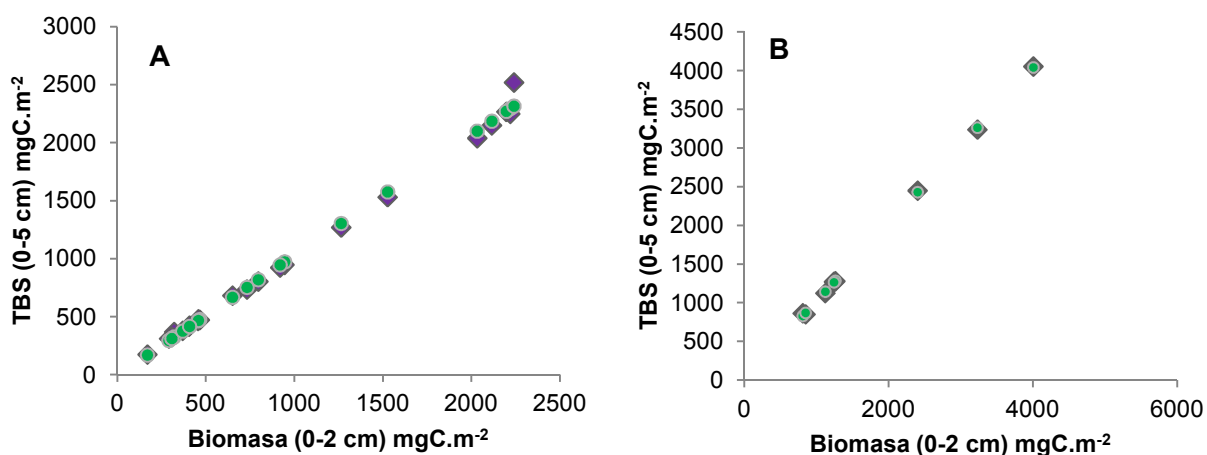 A
TBS (0-5 cm) mgC.m-2
3000
2500
2000
1500
1000
500
0
0 500 1000 1500 2000 2500
Biomasa (0-2 cm) mgC.m-2
B
TBS (0-5 cm) mgC.m-2
4500
4000
3500
3000
2500
2000
1500
1000
500
0
0 2000 4000 6000
Biomasa (0-2 cm) mgC.m-2